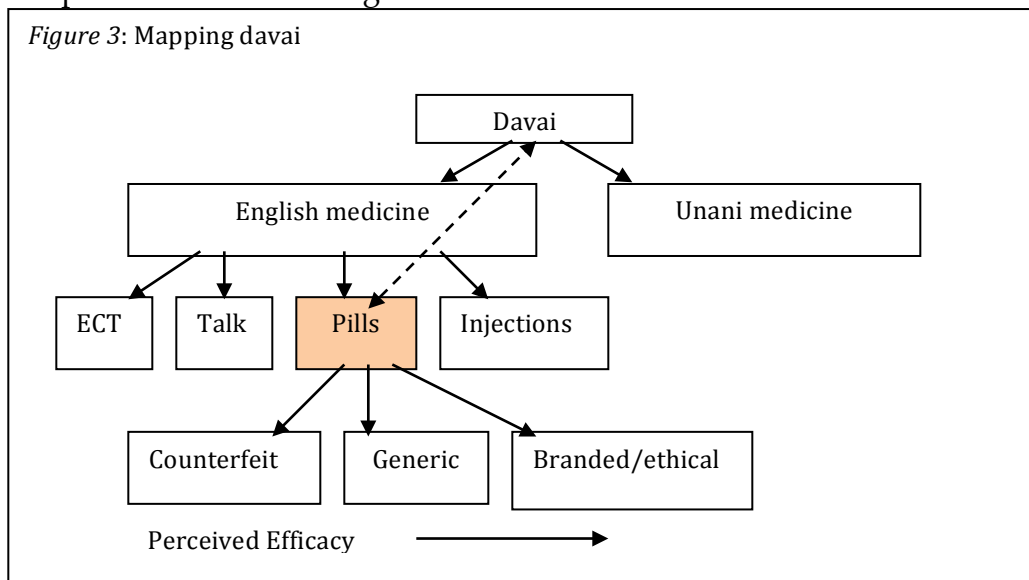 Figure 3: Mapping davai
Davai
English medicine
Unani medicine
ECT
Talk
Pills
Injections
Counterfeit
Generic
Branded/ethical
Perceived Efficacy